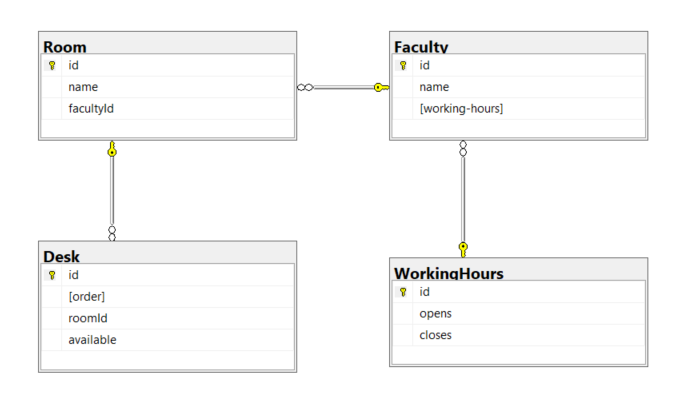 Room
id
name
facultyId
Faculty
id
name
[working-hours]
Desk
id
[order]
roomId
available
WorkingHours
id
opens
closes